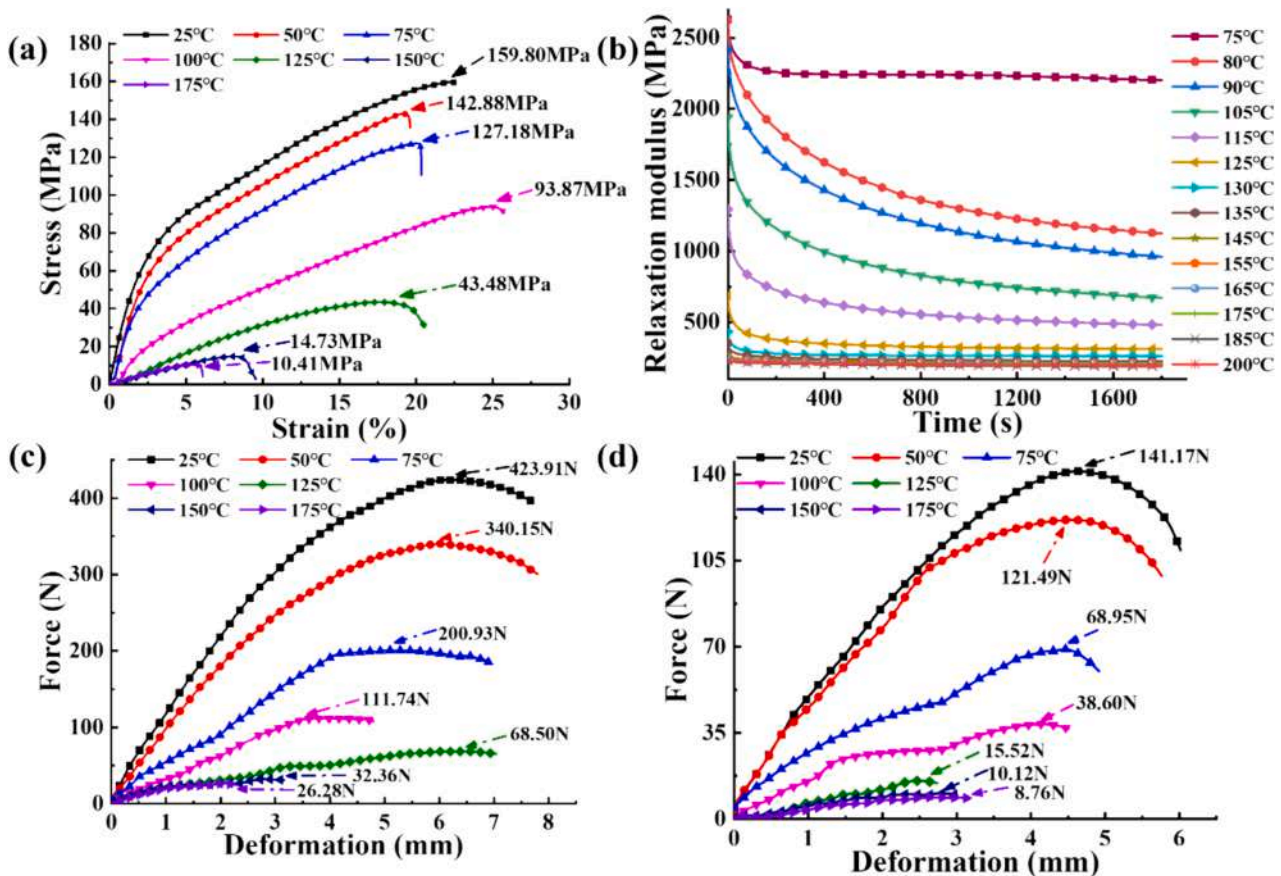 (a)
25℃ 50℃ 75℃
100℃ 125℃ 150℃
175℃
180
160
140
120
100
80
60
40
20
0
Stress (MPa)
159.80MPa
142.88MPa
127.18MPa
93.87MPa
43.48MPa
14.73MPa
10.41MPa
0 5 10 15 20 25 30
Strain (%)
(b)
2500
2000
1500
1000
500
Relaxation modulus (MPa)
0 400 800 1200 1600
Time (s)
75℃
80℃
90℃
105℃
115℃
125℃
130℃
135℃
145℃
155℃
165℃
175℃
185℃
200℃
(c)
25℃ 50℃ 75℃
100℃ 125℃
150℃ 175℃
400
300
200
100
0
Force (N)
423.91N
340.15N
200.93N
111.74N
68.50N
32.36N
26.28N
0 1 2 3 4 5 6 7 8
Deformation (mm)
(d)
25℃ 50℃ 75℃
100℃ 125℃
150℃ 175℃
140
105
70
35
0
Force (N)
141.17N
121.49N
68.95N
38.60N
15.52N
10.12N
8.76N
0 1 2 3 4 5 6
Deformation (mm)